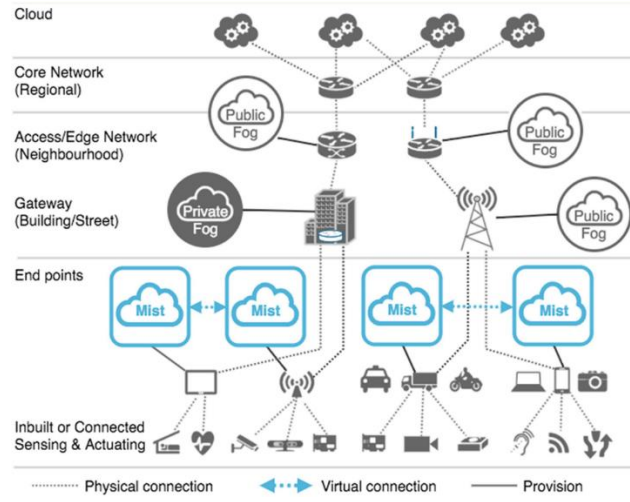 Cloud
Core Network
(Regional)
Public
Fog
Access/Edge Network
(Neighbourhood)
Public
Fog
Gateway
(Building/Street)
Private
Fog
Public
Fog
End points
Mist
Mist
Mist
Mist
Inbuilt or Connected
Sensing & Actuating
Physical connection
Virtual connection
Provision